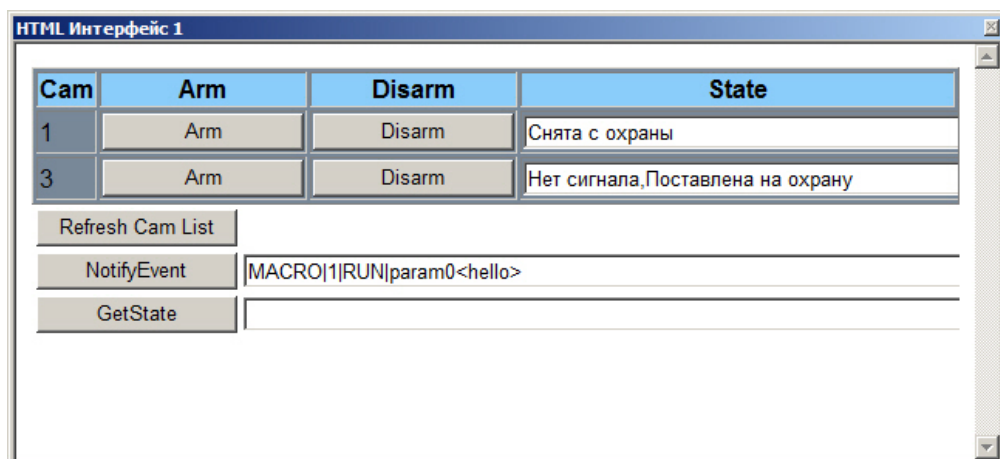 HTML Интерфейс 1
Cam Arm Disarm State
1 Arm Disarm Снята с охраны
3 Arm Disarm Нет сигнала,Поставлена на охрану
Refresh Cam List
NotifyEvent MACRO|1|RUN|param0<hello>
GetState